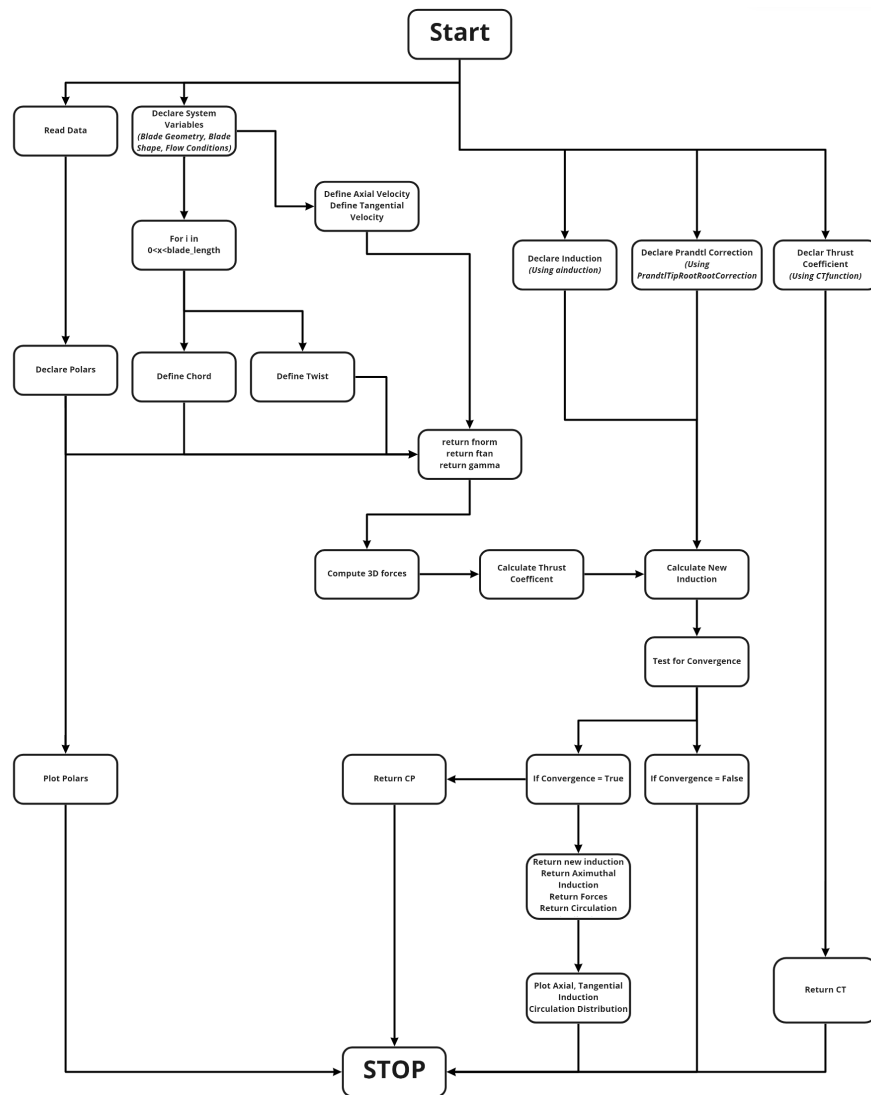 Start
Read Data
Declare System
Variables
(Blade Geometry, Blade
Shape, Flow Conditions)
Define Axial Velocity
Define Tangential
Velocity
For i in
0<x<blade_length
Declare Induction
(Using ainduction)
Declare Prandtl Correction
(Using
PrandtlTipRootRootCorrection
Declar Thrust
Coefficient
(Using CTfunction)
Declare Polars
Define Chord
Define Twist
return fnorm
return ftan
return gamma
Compute 3D forces
Calculate Thrust
Coefficent
Calculate New
Induction
Test for Convergence
Plot Polars
Return CP
If Convergence = True
If Convergence = False
Return new induction
Return Aximuthal
Induction
Return Forces
Return Circulation
Plot Axial, Tangential
Induction
Circulation Distribution
Return CT
STOP